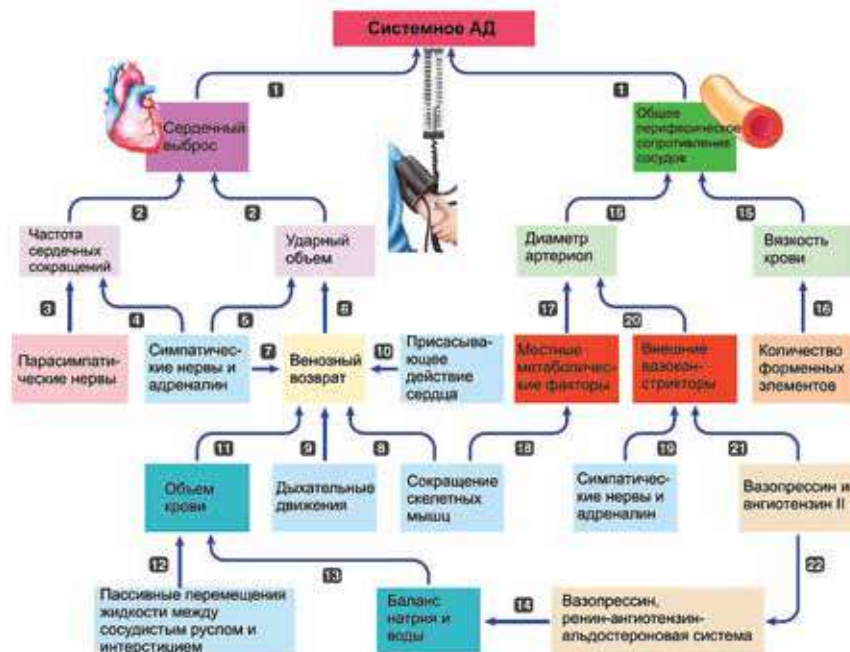 Системное АД
1
1
Сердечный
выброс
Общее
периферическое
сопротивление
сосудов
2
2
15
15
Частота
сердечных
сокращений
Ударный
объем
Диаметр
артериол
Вязкость
крови
3
4
5
6
17
20
16
Парасимпати-
ческие нервы
Симпатичес-
кие нервы и
адреналин
7
Венозный
возврат
10
Присасыва-
ющее
действие
сердца
Местные
метаболичес-
кие факторы
Внешние
вазокон-
стрикторы
Количество
форменных
элементов
11
9
8
18
19
21
Объем
крови
Дыхательные
движения
Сокращение
скелетных
мышц
Симпатичес-
кие нервы и
адреналин
Вазопрессин и
ангиотензин II
12
13
22
Пассивные перемещения
жидкости между
сосудистым руслом и
интерстицием
Баланс
натрия и
воды
14
Вазопрессин,
ренин-ангиотензин-
альдостероновая система